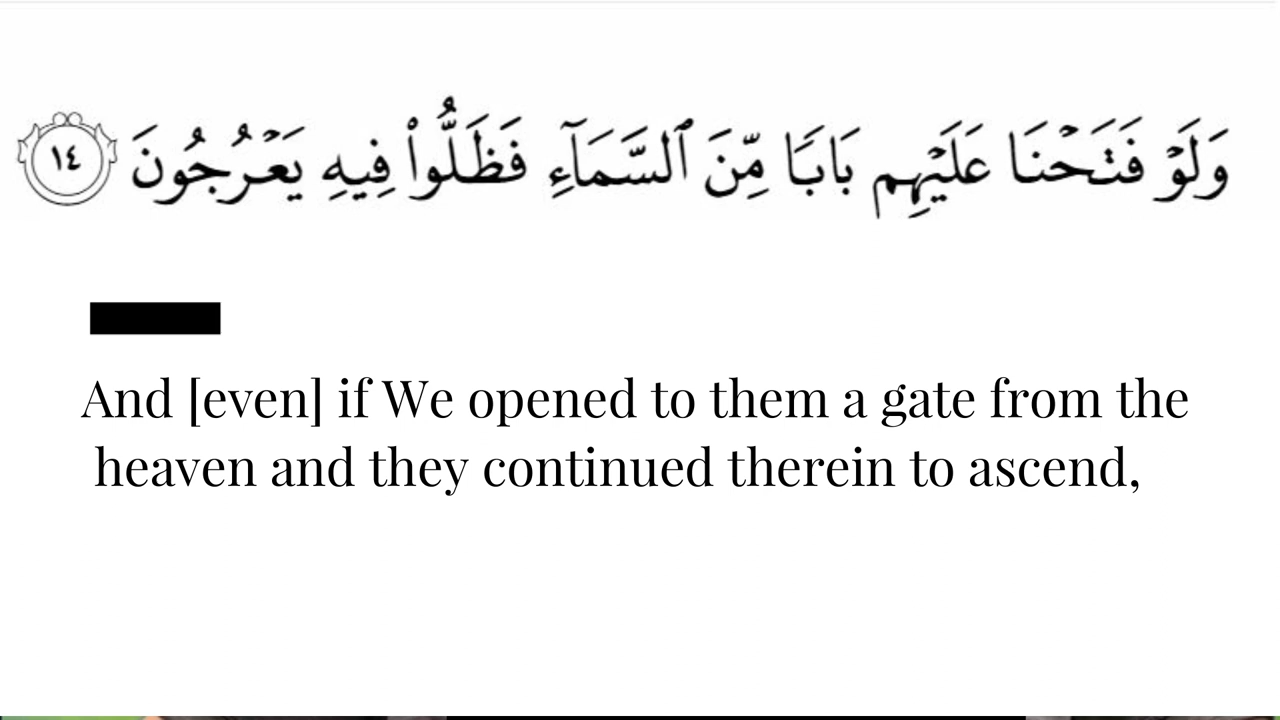 وَلَوۡ فَتَحۡنَا عَلَيۡهِم بَابٗا مِّنَ ٱلسَّمَآءِ فَظَلُّواْ فِيهِ يَعۡرُجُونَ ١٤
And [even] if We opened to them a gate from the
heaven and they continued therein to ascend,